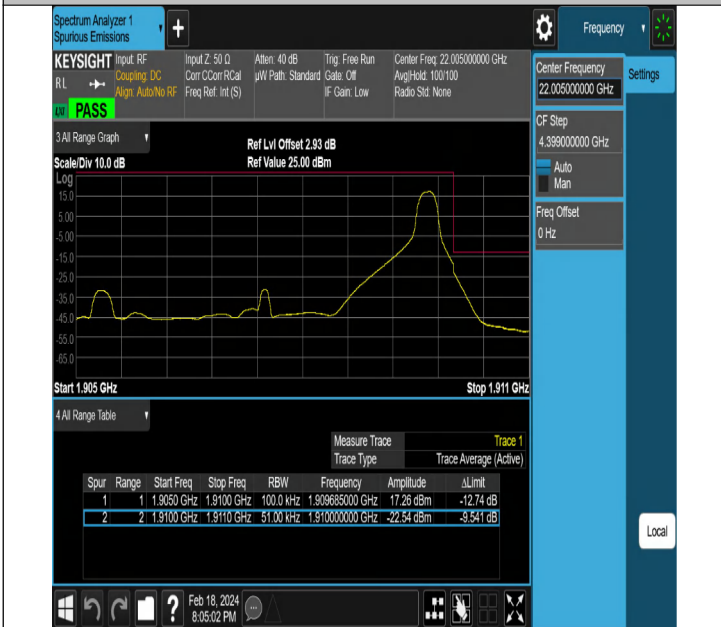 Spectrum Analyzer 1
Spurious Emissions
Frequency
KEYSIGHT
RL
PASS
Input: RF
Coupling: DC
Align: Auto/No RF
Input Z: 50 Ω
Corr CCorr RCal
Freq Ref: Int (S)
Atten: 40 dB
µW Path: Standard
Trig: Free Run
Gate: Off
IF Gain: Low
Center Freq: 22.005000000 GHz
Avg|Hold: 100/100
Radio Std: None
Center Frequency
22.005000000 GHz
Settings
CF Step
4.399000000 GHz
Auto
Man
Freq Offset
0 Hz
3 All Range Graph
Scale/Div 10.0 dB
Ref Lvl Offset 2.93 dB
Ref Value 25.00 dBm
Log
15.0
5.00
-5.00
-15.0
-25.0
-35.0
-45.0
-55.0
-65.0
Start 1.905 GHz
Stop 1.911 GHz
4 All Range Table
Measure Trace Trace 1
Trace Type Trace Average (Active)
Spur Range Start Freq Stop Freq RBW Frequency Amplitude ΔLimit
1 1 1.9050 GHz 1.9100 GHz 100.0 kHz 1.909685000 GHz 17.26 dBm -12.74 dB
2 2 1.9100 GHz 1.9110 GHz 51.00 kHz 1.910000000 GHz -22.54 dBm -9.541 dB
Local
Feb 18, 2024
8:05:02 PM